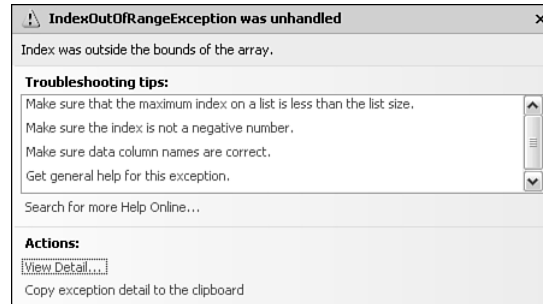 IndexOutOfRangeException was unhandled
Index was outside the bounds of the array.
Troubleshooting tips:
Make sure that the maximum index on a list is less than the list size.
Make sure the index is not a negative number.
Make sure data column names are correct.
Get general help for this exception.
Search for more Help Online...
Actions:
View Detail...
Copy exception detail to the clipboard